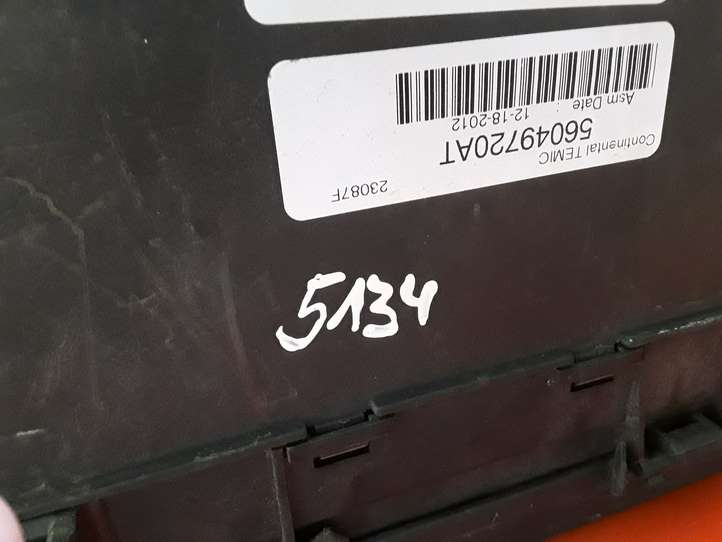 Continental TEMIC
56049720AT
23087F
Asm Date :
12-18-2012
5134